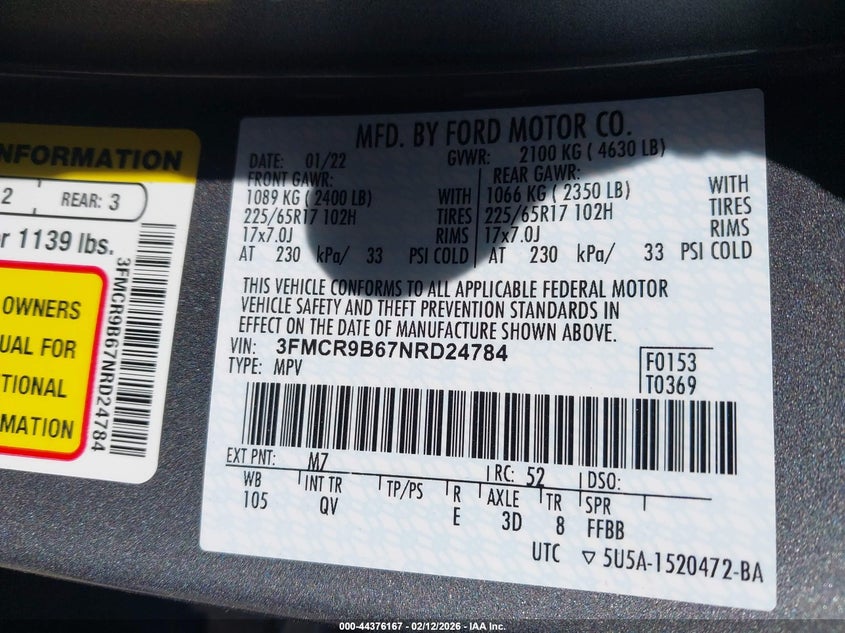 NFORMATION
2
REAR: 3
r 1139 lbs.
OWNERS
UAL FOR
TIONAL
MATION
3FMCR9B67NRD24784
MFD. BY FORD MOTOR CO.
DATE: 01/22 GVWR: 2100 KG ( 4630 LB)
FRONT GAWR: REAR GAWR:
1089 KG ( 2400 LB) WITH 1066 KG ( 2350 LB) WITH
225/65R17 102H TIRES 225/65R17 102H TIRES
17x7.0J RIMS 17x7.0J RIMS
AT 230 kPa/ 33 PSI COLD AT 230 kPa/ 33 PSI COLD
THIS VEHICLE CONFORMS TO ALL APPLICABLE FEDERAL MOTOR
VEHICLE SAFETY AND THEFT PREVENTION STANDARDS IN
EFFECT ON THE DATE OF MANUFACTURE SHOWN ABOVE.
VIN: 3FMCR9B67NRD24784
TYPE: MPV
F0153
T0369
EXT PNT: M7 RC: 52 DSO:
WB INT TR TP/PS R AXLE TR SPR
105 QV E 3D 8 FFBB
UTC ▽ 5U5A-1520472-BA
000-44376167 - 02/12/2026 - IAA Inc.